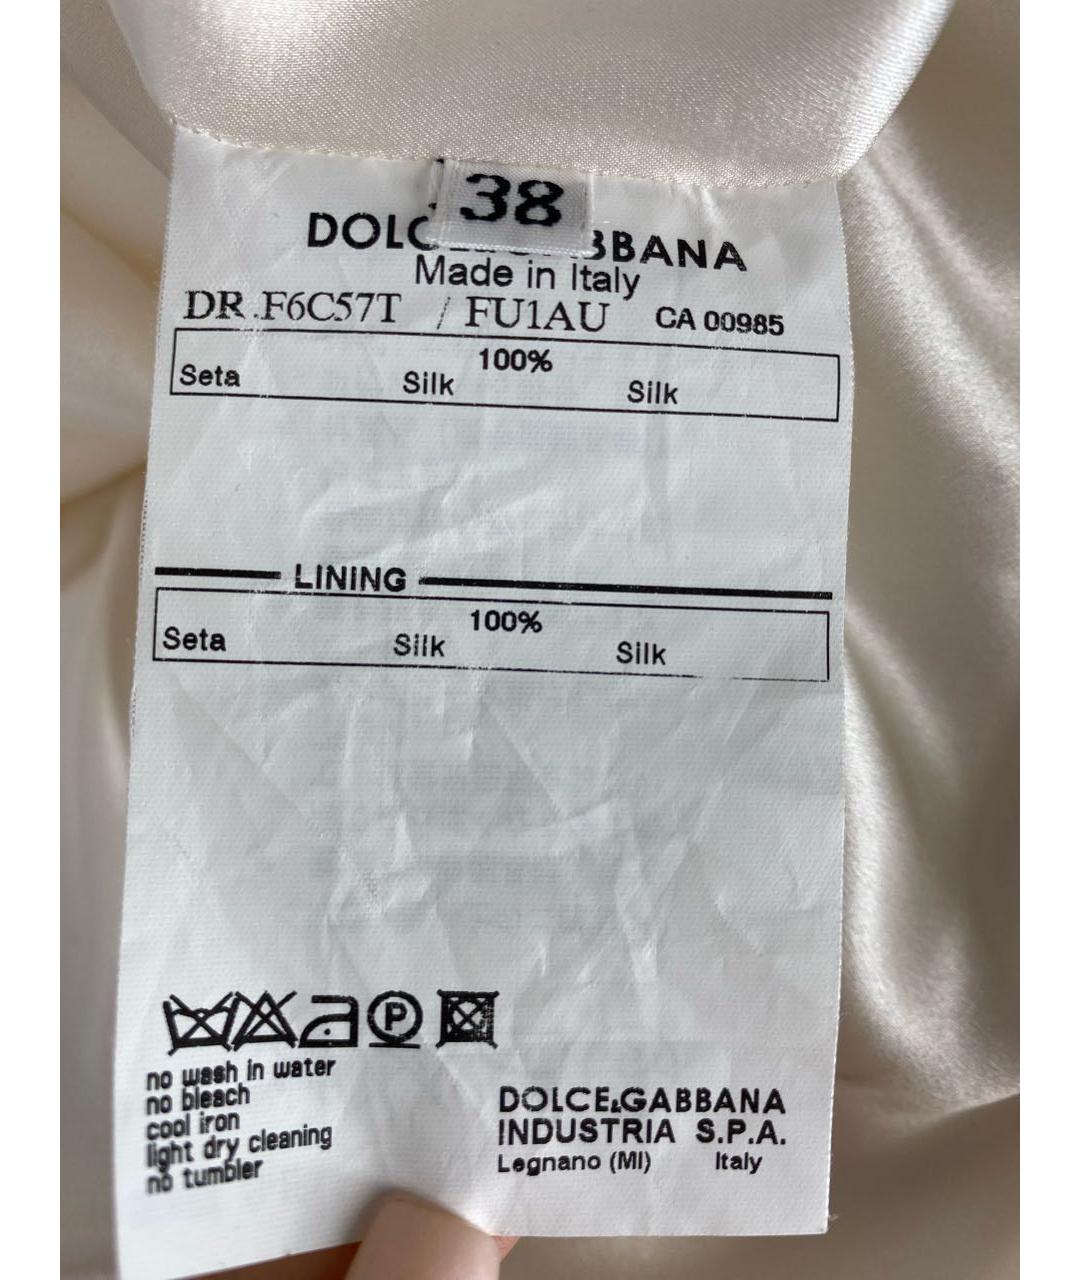 38
DOLCE&GABBANA
Made in Italy
DR.F6C57T / FU1AU CA 00985
100%
Seta Silk Silk
LINING
100%
Seta Silk Silk
P
no wash in water
no bleach
cool iron
light dry cleaning
no tumbler
DOLCE&GABBANA
INDUSTRIA S.P.A.
Legnano (MI) Italy